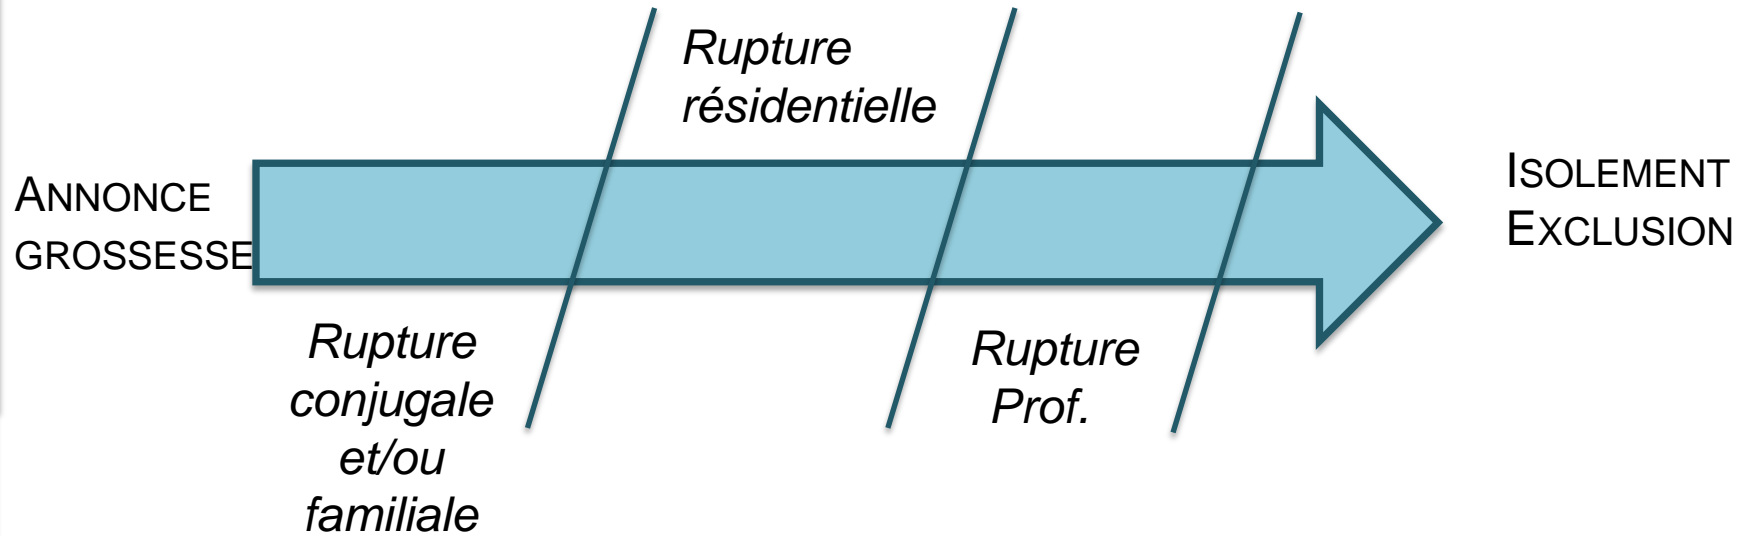 ANNONCE
GROSSESSE
Rupture
conjugale
et/ou
familiale
Rupture
résidentielle
Rupture
Prof.
ISOLEMENT
EXCLUSION